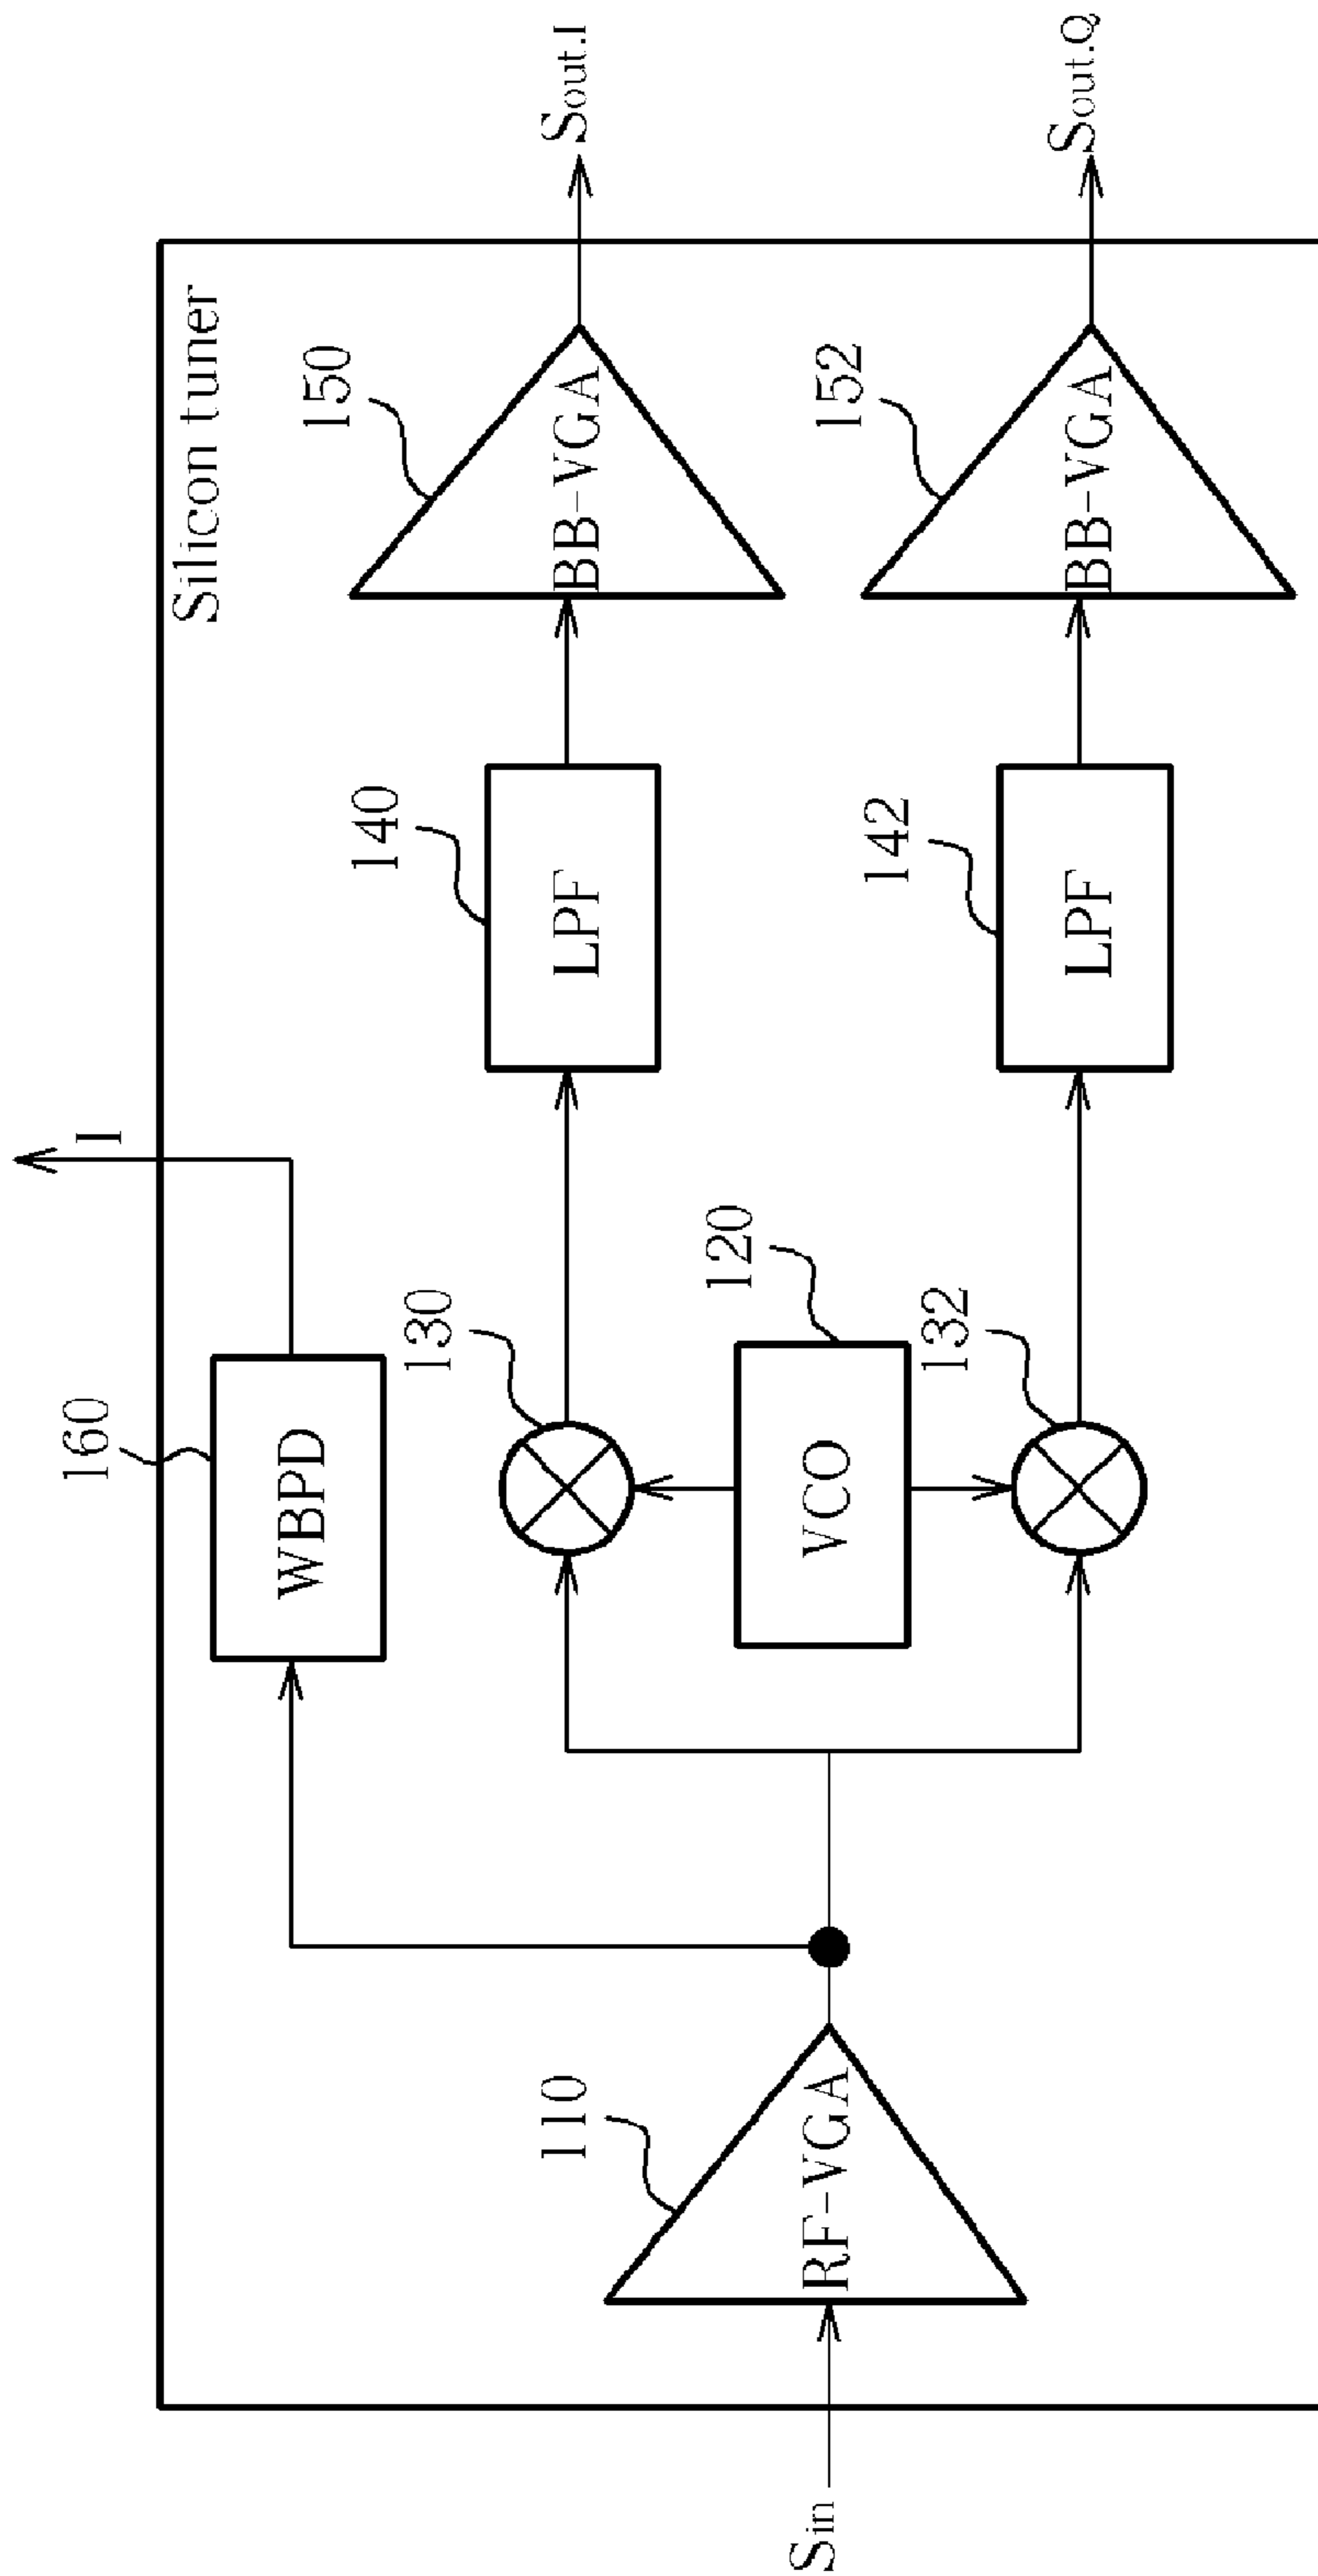 Silicon tuner
160
WBPD
I
130
140
LPF
150
BB-VGA
Sout.I
Sin
110
RF-VGA
120
VCO
132
142
LPF
152
BB-VGA
Sout.Q